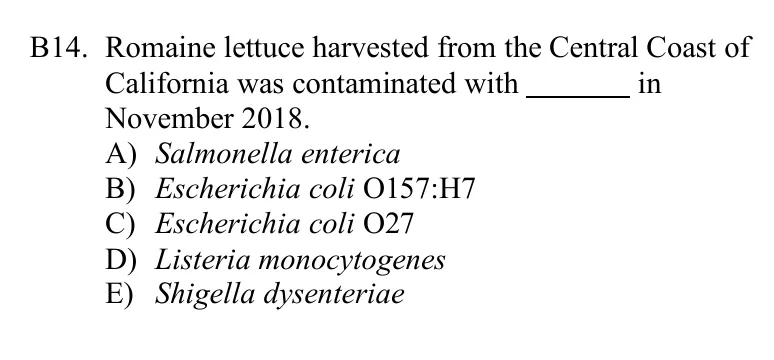 B14. Romaine lettuce harvested from the Central Coast of
California was contaminated with _______ in
November 2018.
A) Salmonella enterica
B) Escherichia coli O157:H7
C) Escherichia coli O27
D) Listeria monocytogenes
E) Shigella dysenteriae